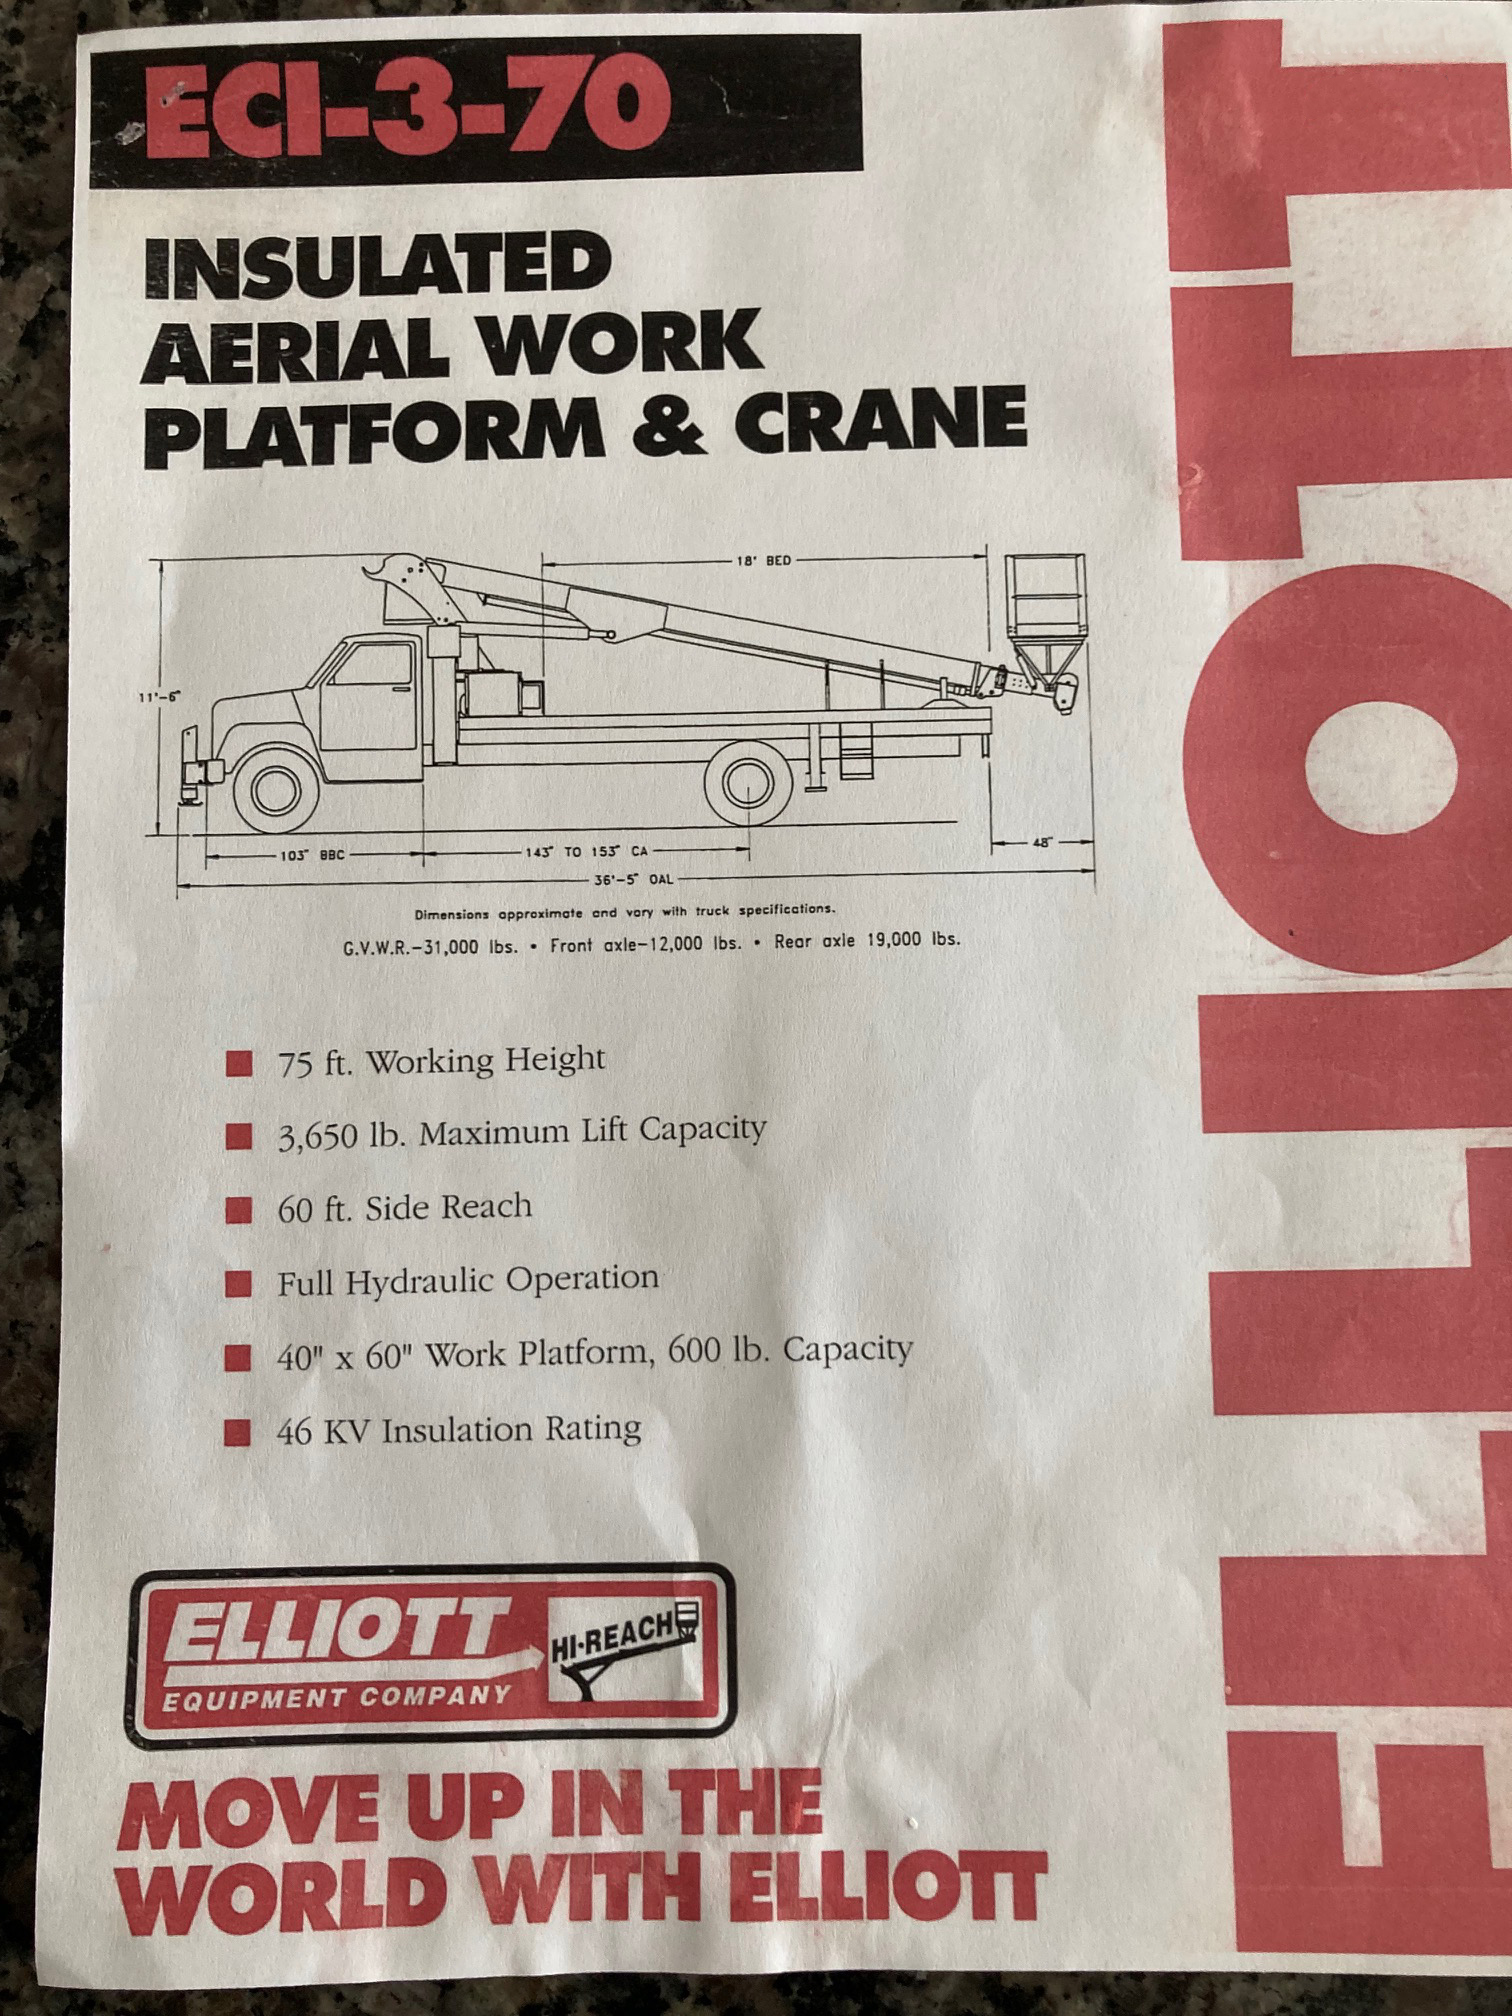 ECI-3-70
INSULATED
AERIAL WORK
PLATFORM & CRANE
18' BED
11'-6"
103" BBC
143" TO 153" CA
48"
36'-5" OAL
Dimensions approximate and vary with truck specifications.
G.V.W.R.-31,000 lbs. • Front axle-12,000 lbs. • Rear axle 19,000 lbs.
■ 75 ft. Working Height
■ 3,650 lb. Maximum Lift Capacity
■ 60 ft. Side Reach
■ Full Hydraulic Operation
■ 40" x 60" Work Platform, 600 lb. Capacity
■ 46 KV Insulation Rating
ELLIOTT
EQUIPMENT COMPANY
HI-REACH
MOVE UP IN THE
WORLD WITH ELLIOTT
ELLIOTT